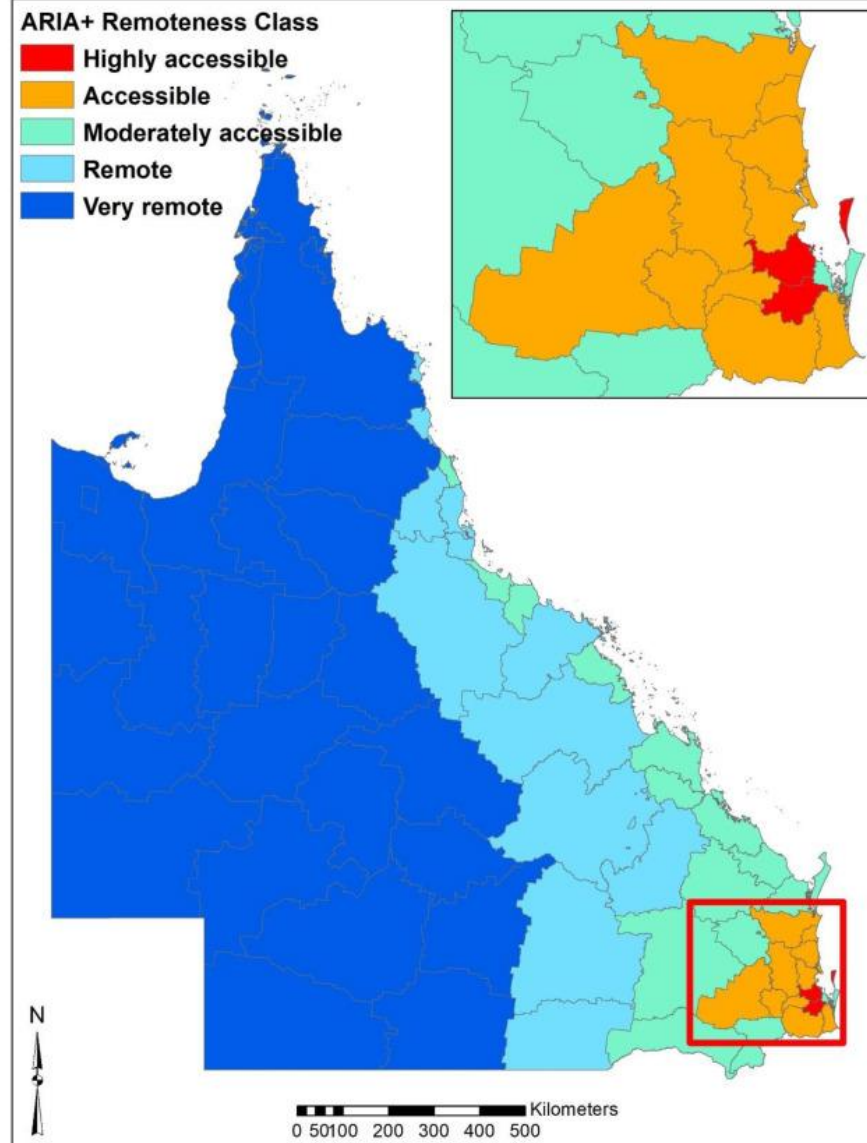 ARIA+ Remoteness Class
Highly accessible
Accessible
Moderately accessible
Remote
Very remote
N
Kilometers
0 50100 200 300 400 500